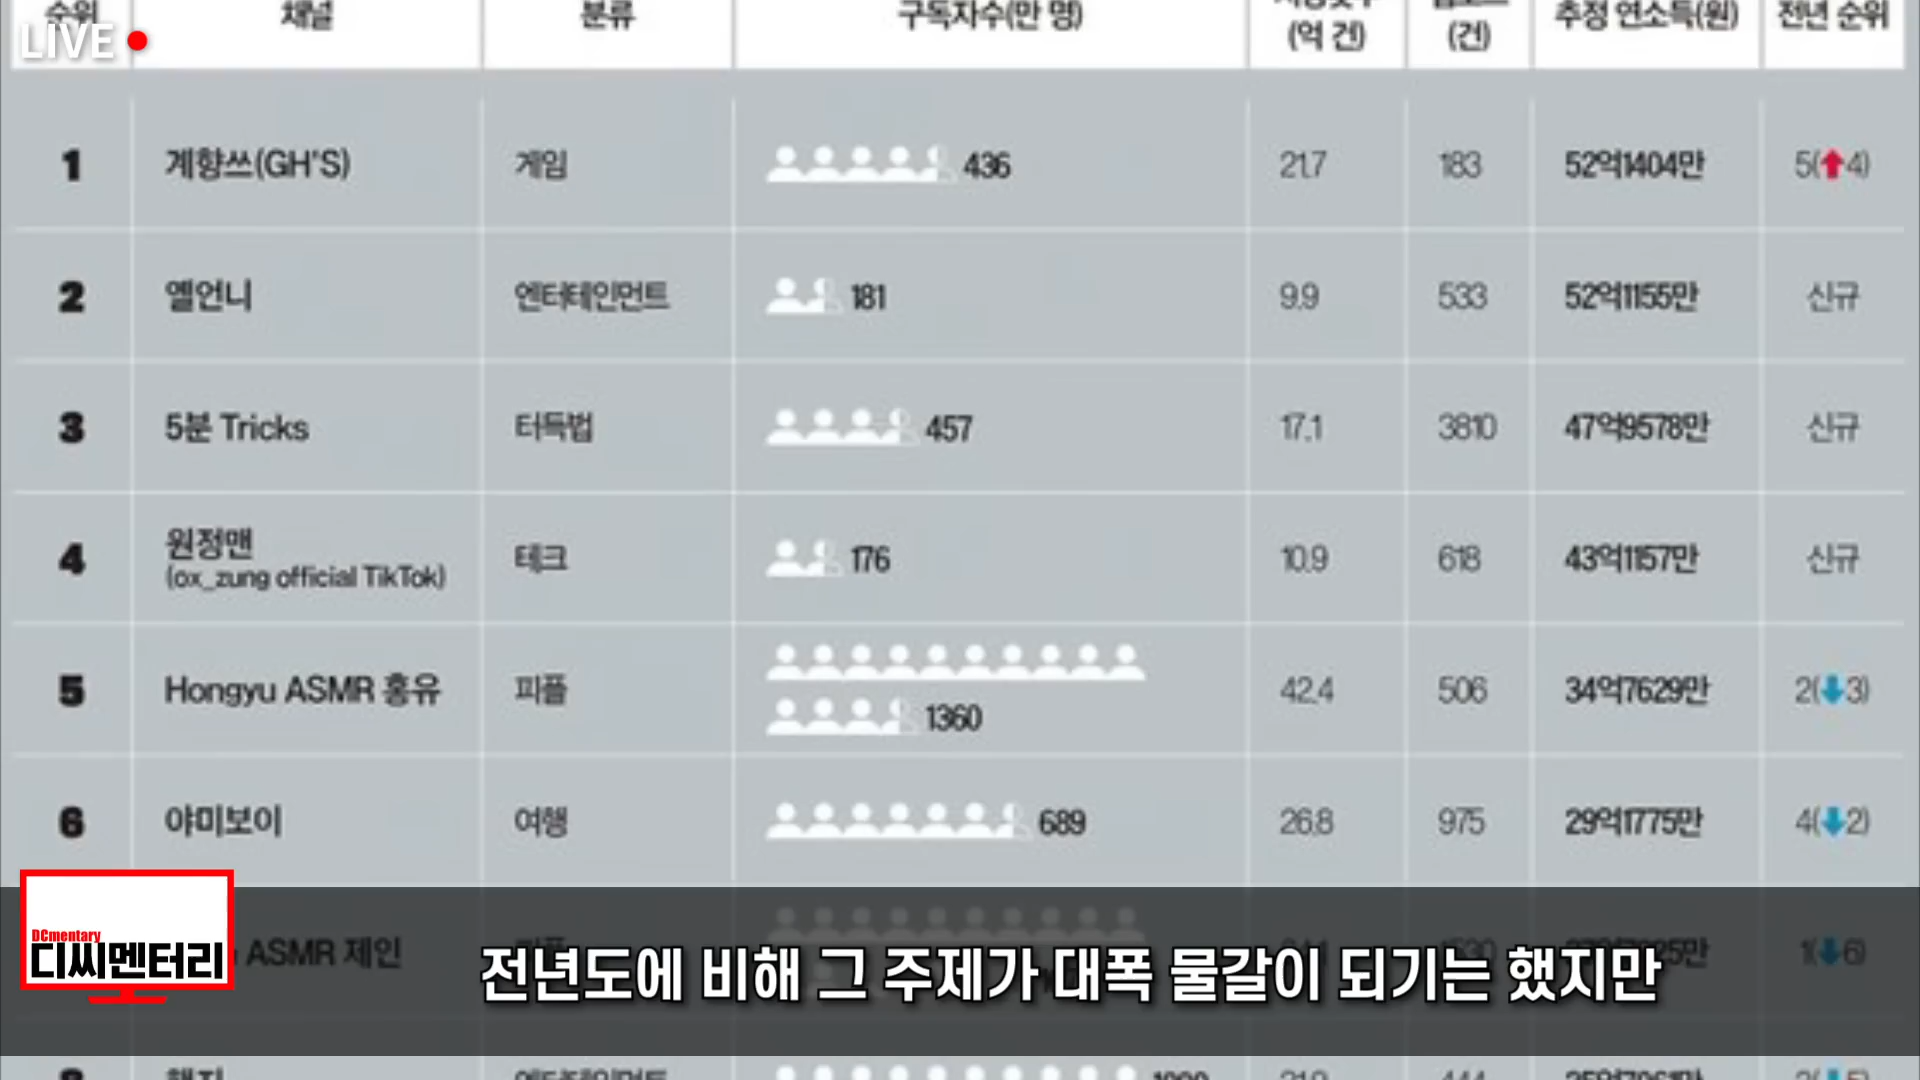 순위 채널 분류 구독자수(만 명) (억 건) (건) 추정 연소득(원) 전년 순위
LIVE
1 계향쓰(GH'S) 게임 436 21.7 183 52억1404만 5(4)
2 옐언니 엔터테인먼트 181 9.9 533 52억1155만 신규
3 5분 Tricks 터득법 457 17.1 3810 47억9578만 신규
4 원정맨 테크 176 10.9 618 43억1157만 신규
(ox_zung official TikTok)
5 Hongyu ASMR 홍유 피플 1360 42.4 506 34억7629만 2(3)
6 야미보이 여행 689 26.8 975 29억1775만 4(2)
ASMR 제인 1(6)
DCmentary
디씨멘터리
전년도에 비해 그 주제가 대폭 물갈이 되기는 했지만